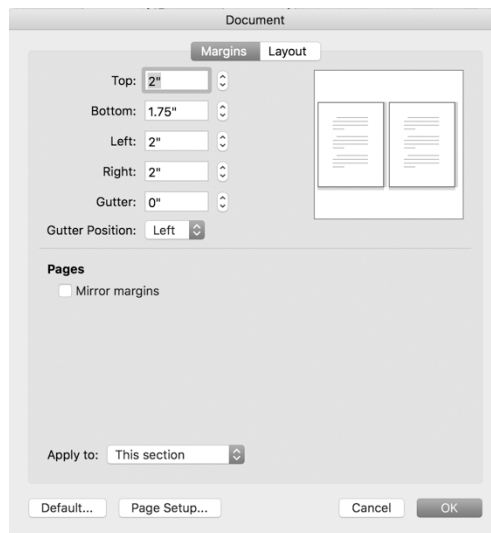 Document
Margins Layout
Top: 2"
Bottom: 1.75"
Left: 2"
Right: 2"
Gutter: 0"
Gutter Position: Left
Pages
Mirror margins
Apply to: This section
Default... Page Setup... Cancel OK